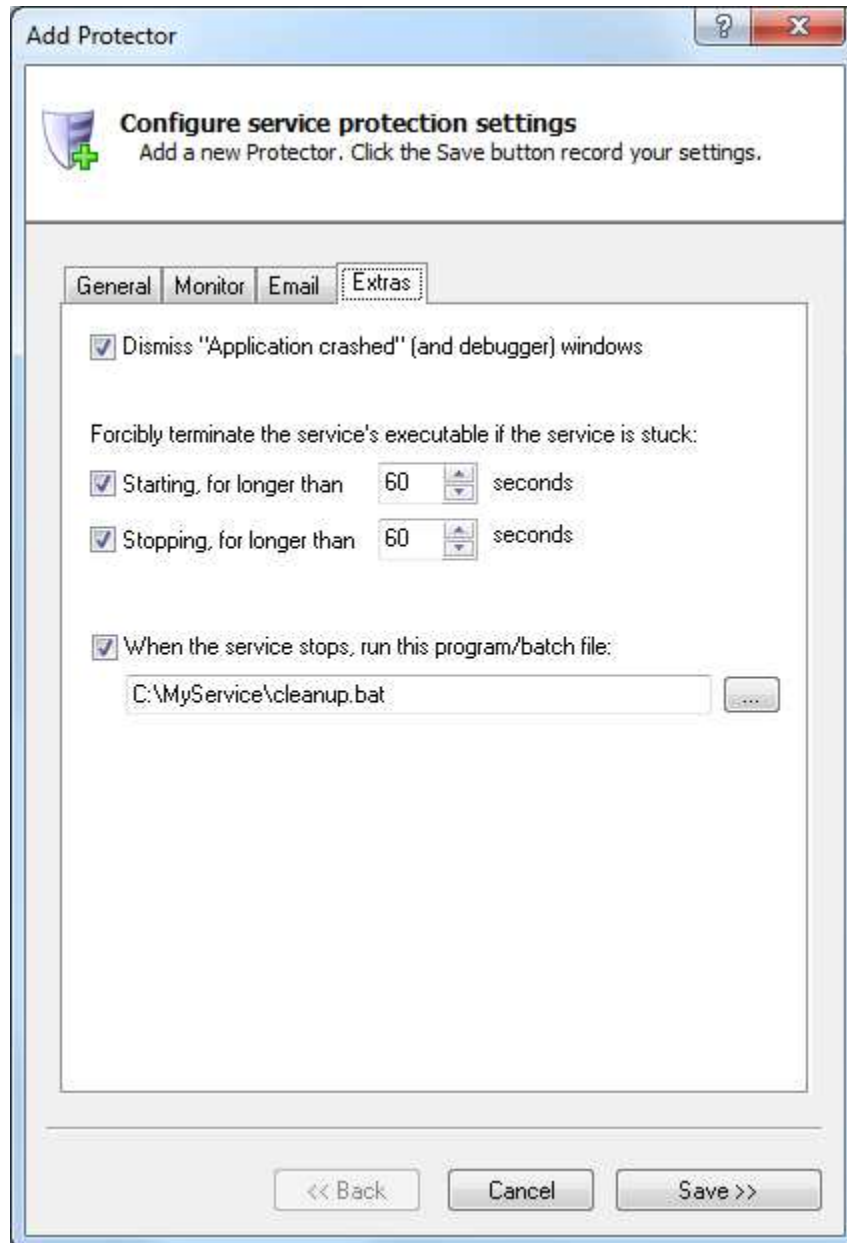 Add Protector
Configure service protection settings
Add a new Protector. Click the Save button record your settings.
General Monitor Email Extras
Dismiss "Application crashed" (and debugger) windows
Forcibly terminate the service's executable if the service is stuck:
Starting, for longer than 60 seconds
Stopping, for longer than 60 seconds
When the service stops, run this program/batch file:
C:\MyService\cleanup.bat ...
<< Back Cancel Save >>